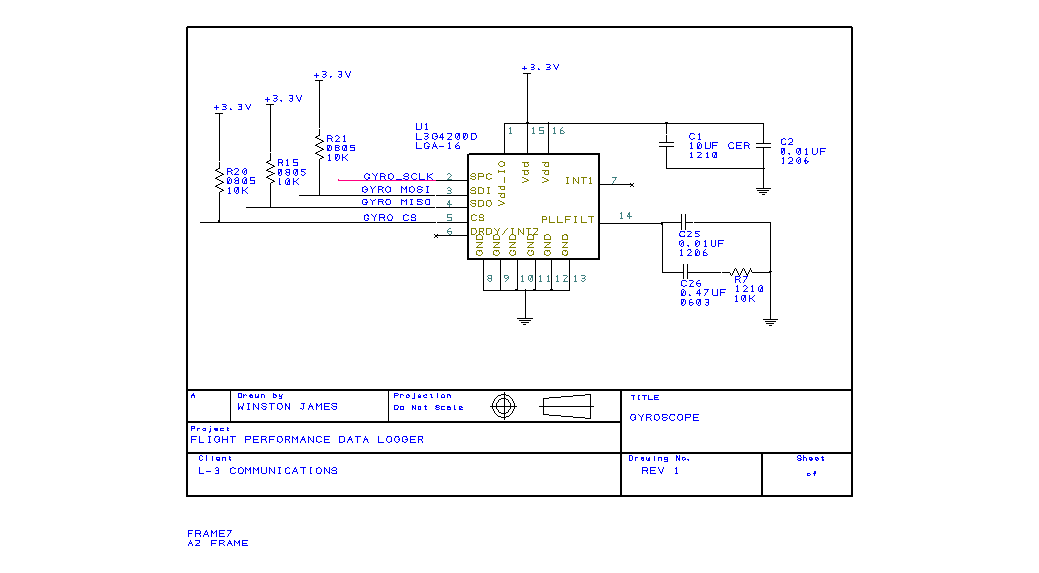 +3.3V
+3.3V
+3.3V
+3.3V
R20
0805
10K
R15
0805
10K
R21
0805
10K
U1
L3G4200D
LGA-16
1 15 16
Vdd_IO
Vdd
Vdd
C1
10UF CER
1210
C2
0.01UF
1206
GYRO_SCLK 2 SPC
GYRO MOSI 3 SDI
GYRO MISO 4 SDO
GYRO CS 5 CS
6 DRDY/INT2
INT1 7
PLLFILT 14
GND GND GND GND GND GND
8 9 10 11 12 13
C25
0.01UF
1206
C26
0.47UF
0603
R7
1210
10K
A
Drawn by
WINSTON JAMES
Projection
Do Not Scale
TITLE
GYROSCOPE
Project
FLIGHT PERFORMANCE DATA LOGGER
Client
L-3 COMMUNICATIONS
Drawing No.
REV 1
Sheet
of
FRAME7
A2 FRAME